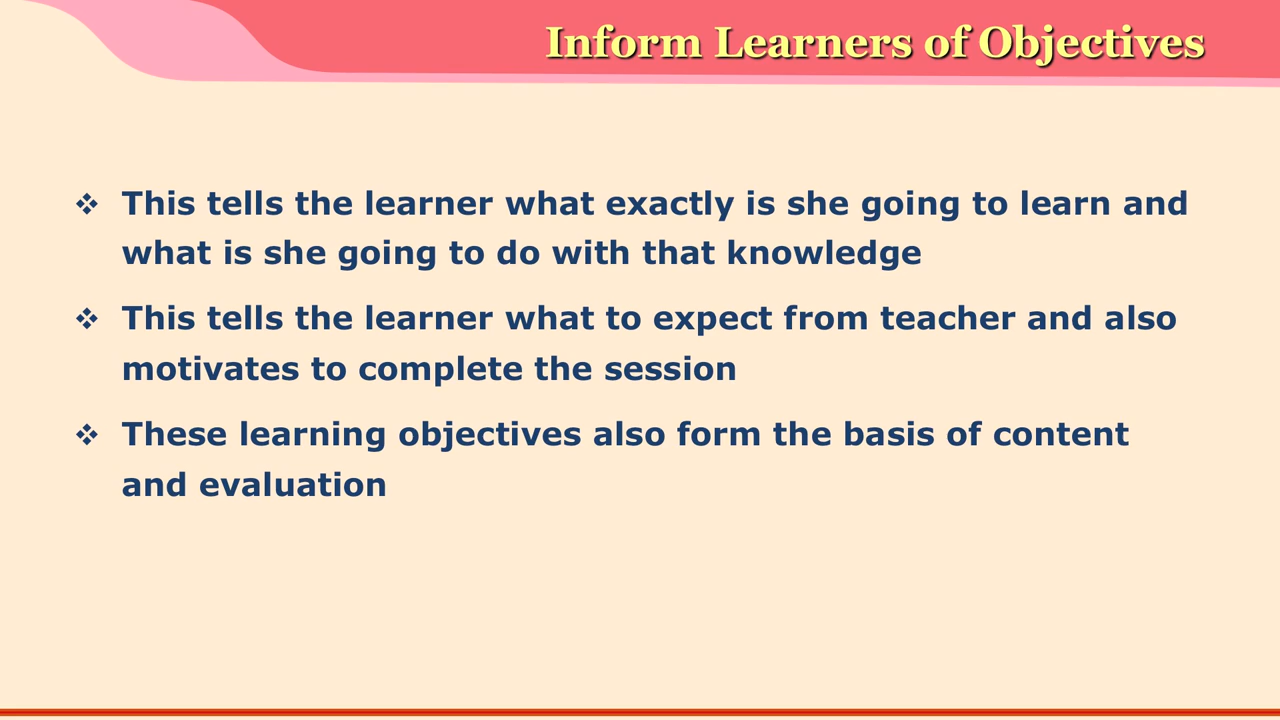 Inform Learners of Objectives
❖ This tells the learner what exactly is she going to learn and
what is she going to do with that knowledge
❖ This tells the learner what to expect from teacher and also
motivates to complete the session
❖ These learning objectives also form the basis of content
and evaluation